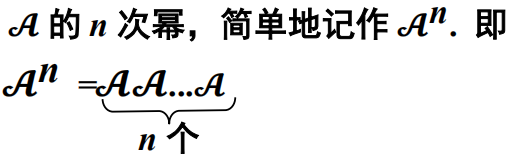 𝒜 的 n 次幂，简单地记作 𝒜ⁿ. 即
𝒜ⁿ =𝒜𝒜...𝒜
n 个